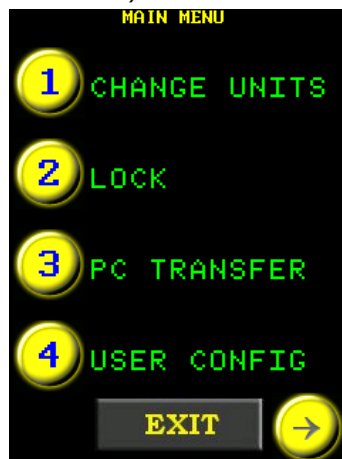 MAIN MENU
1 CHANGE UNITS
2 LOCK
3 PC TRANSFER
4 USER CONFIG
EXIT →